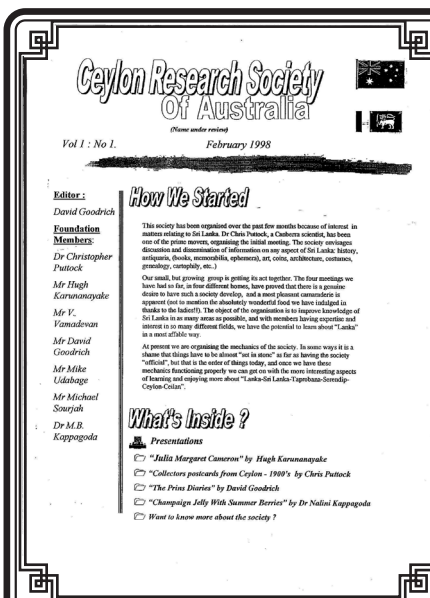 Ceylon Research Society
Of Australia
(Name under review)
Vol 1 : No 1.
February 1998
Editor :
David Goodrich
Foundation
Members:
Dr Christopher
Puttock
Mr Hugh
Karunanayake
Mr V.
Vamadevan
Mr David
Goodrich
Mr Mike
Udabage
Mr Michael
Sourjah
Dr M.B.
Kappagoda
How We Started
This society has been organised over the past few months because of interest in
matters relating to Sri Lanka. Dr Chris Puttock, a Canberra scientist, has been
one of the prime movers, organising the initial meeting. The society envisages
discussion and dissemination of information on any aspect of Sri Lanka: history,
antiquaria, (books, memorabilia, ephemera), art, coins, architecture, costumes,
genealogy, cartophily, etc.,)
Our small, but growing group is getting its act together. The four meetings we
have had so far, in four different homes, have proved that there is a genuine
desire to have such a society develop, and a most pleasant camaraderie is
apparent (not to mention the absolutely wonderful food we have indulged in
thanks to the ladies!!). The object of the organisation is to improve knowledge of
Sri Lanka in as many areas as possible, and with members having expertise and
interest in so many different fields, we have the potential to learn about "Lanka"
in a most affable way.
At present we are organising the mechanics of the society. In some ways it is a
shame that things have to be almost "set in stone" as far as having the society
"official", but that is the order of things today, and once we have these
mechanics functioning properly we can get on with the more interesting aspects
of learning and enjoying more about "Lanka-Sri Lanka-Taprobana-Serendip-
Ceylon-Ceilan".
What's Inside ?
Presentations
"Julia Margaret Cameron" by Hugh Karunanayake
"Collectors postcards from Ceylon - 1900's by Chris Puttock
"The Prins Diaries" by David Goodrich
"Champaign Jelly With Summer Berries" by Dr Nalini Kappagoda
Want to know more about the society ?